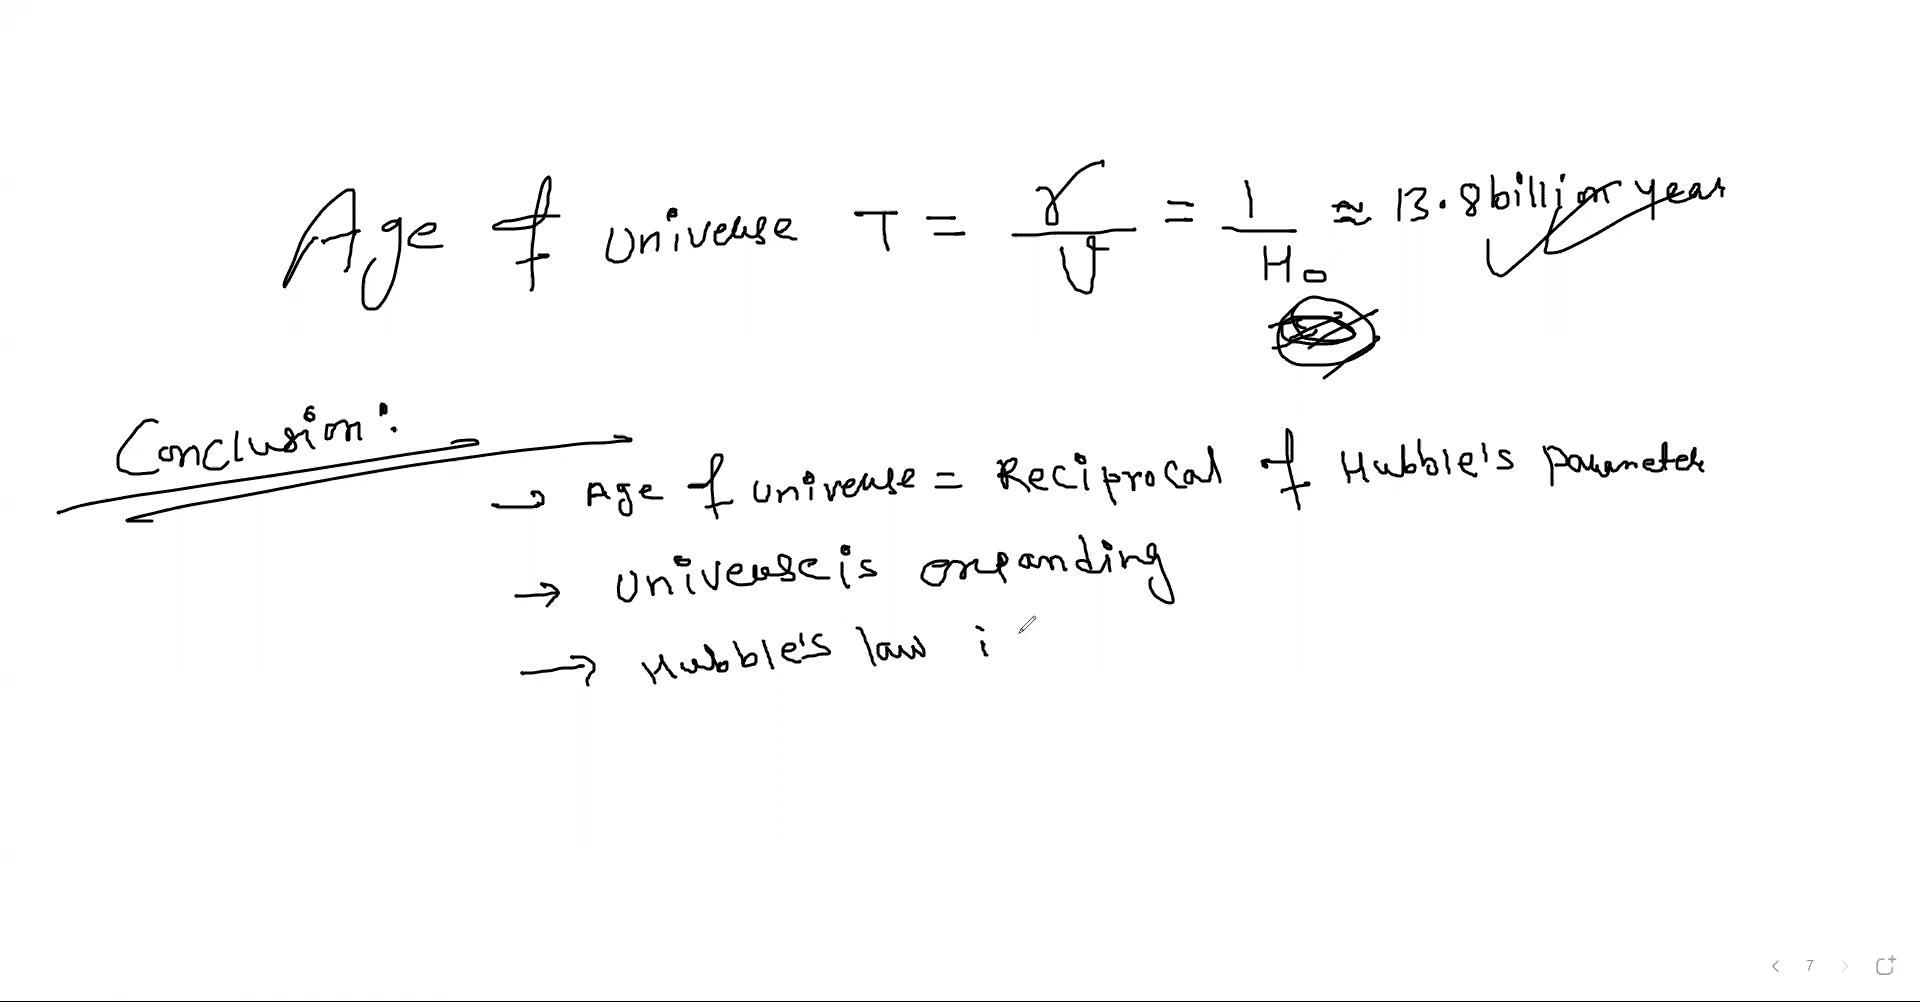 Age of universe T = r/v = 1/H0 ≈ 13.8 billion year
Conclusion:
→ Age of universe = Reciprocal of Hubble's parameter
→ Universe is expanding
→ Hubble's law i
7